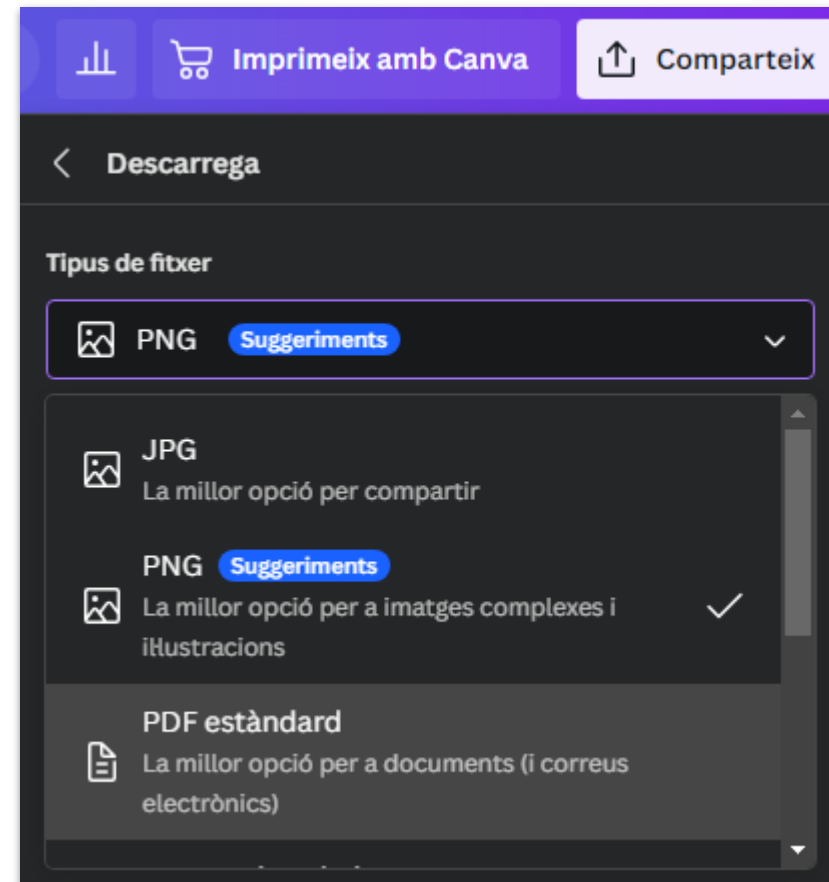 Imprimeix amb Canva
Comparteix
Descarrega
Tipus de fitxer
PNG Suggeriments
JPG
La millor opció per compartir
PNG Suggeriments
La millor opció per a imatges complexes i
il·lustracions
PDF estàndard
La millor opció per a documents (i correus
electrònics)